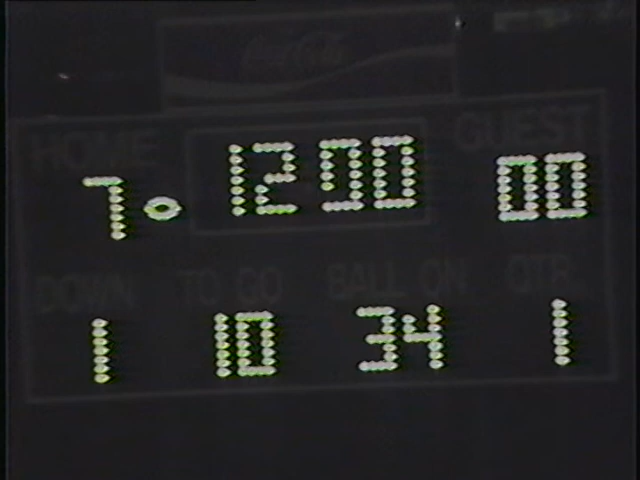 Coca-Cola
HOME 12 00 GUEST
7 00
DOWN TO GO BALL ON QTR.
1 10 34 1